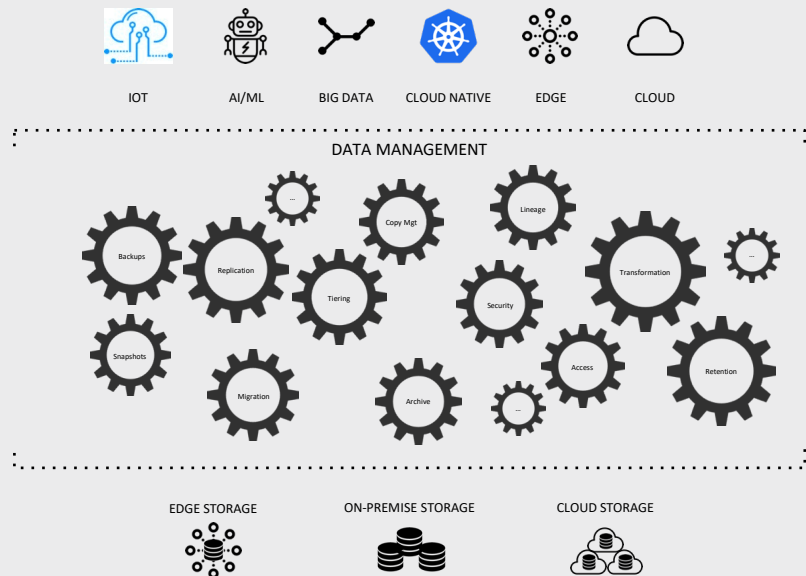 IOT
AI/ML
BIG DATA
CLOUD NATIVE
EDGE
CLOUD
DATA MANAGEMENT
...
Copy Mgt
Lineage
Backups
Replication
Tiering
Security
Transformation
...
Snapshots
Migration
Archive
...
Access
Retention
EDGE STORAGE
ON-PREMISE STORAGE
CLOUD STORAGE